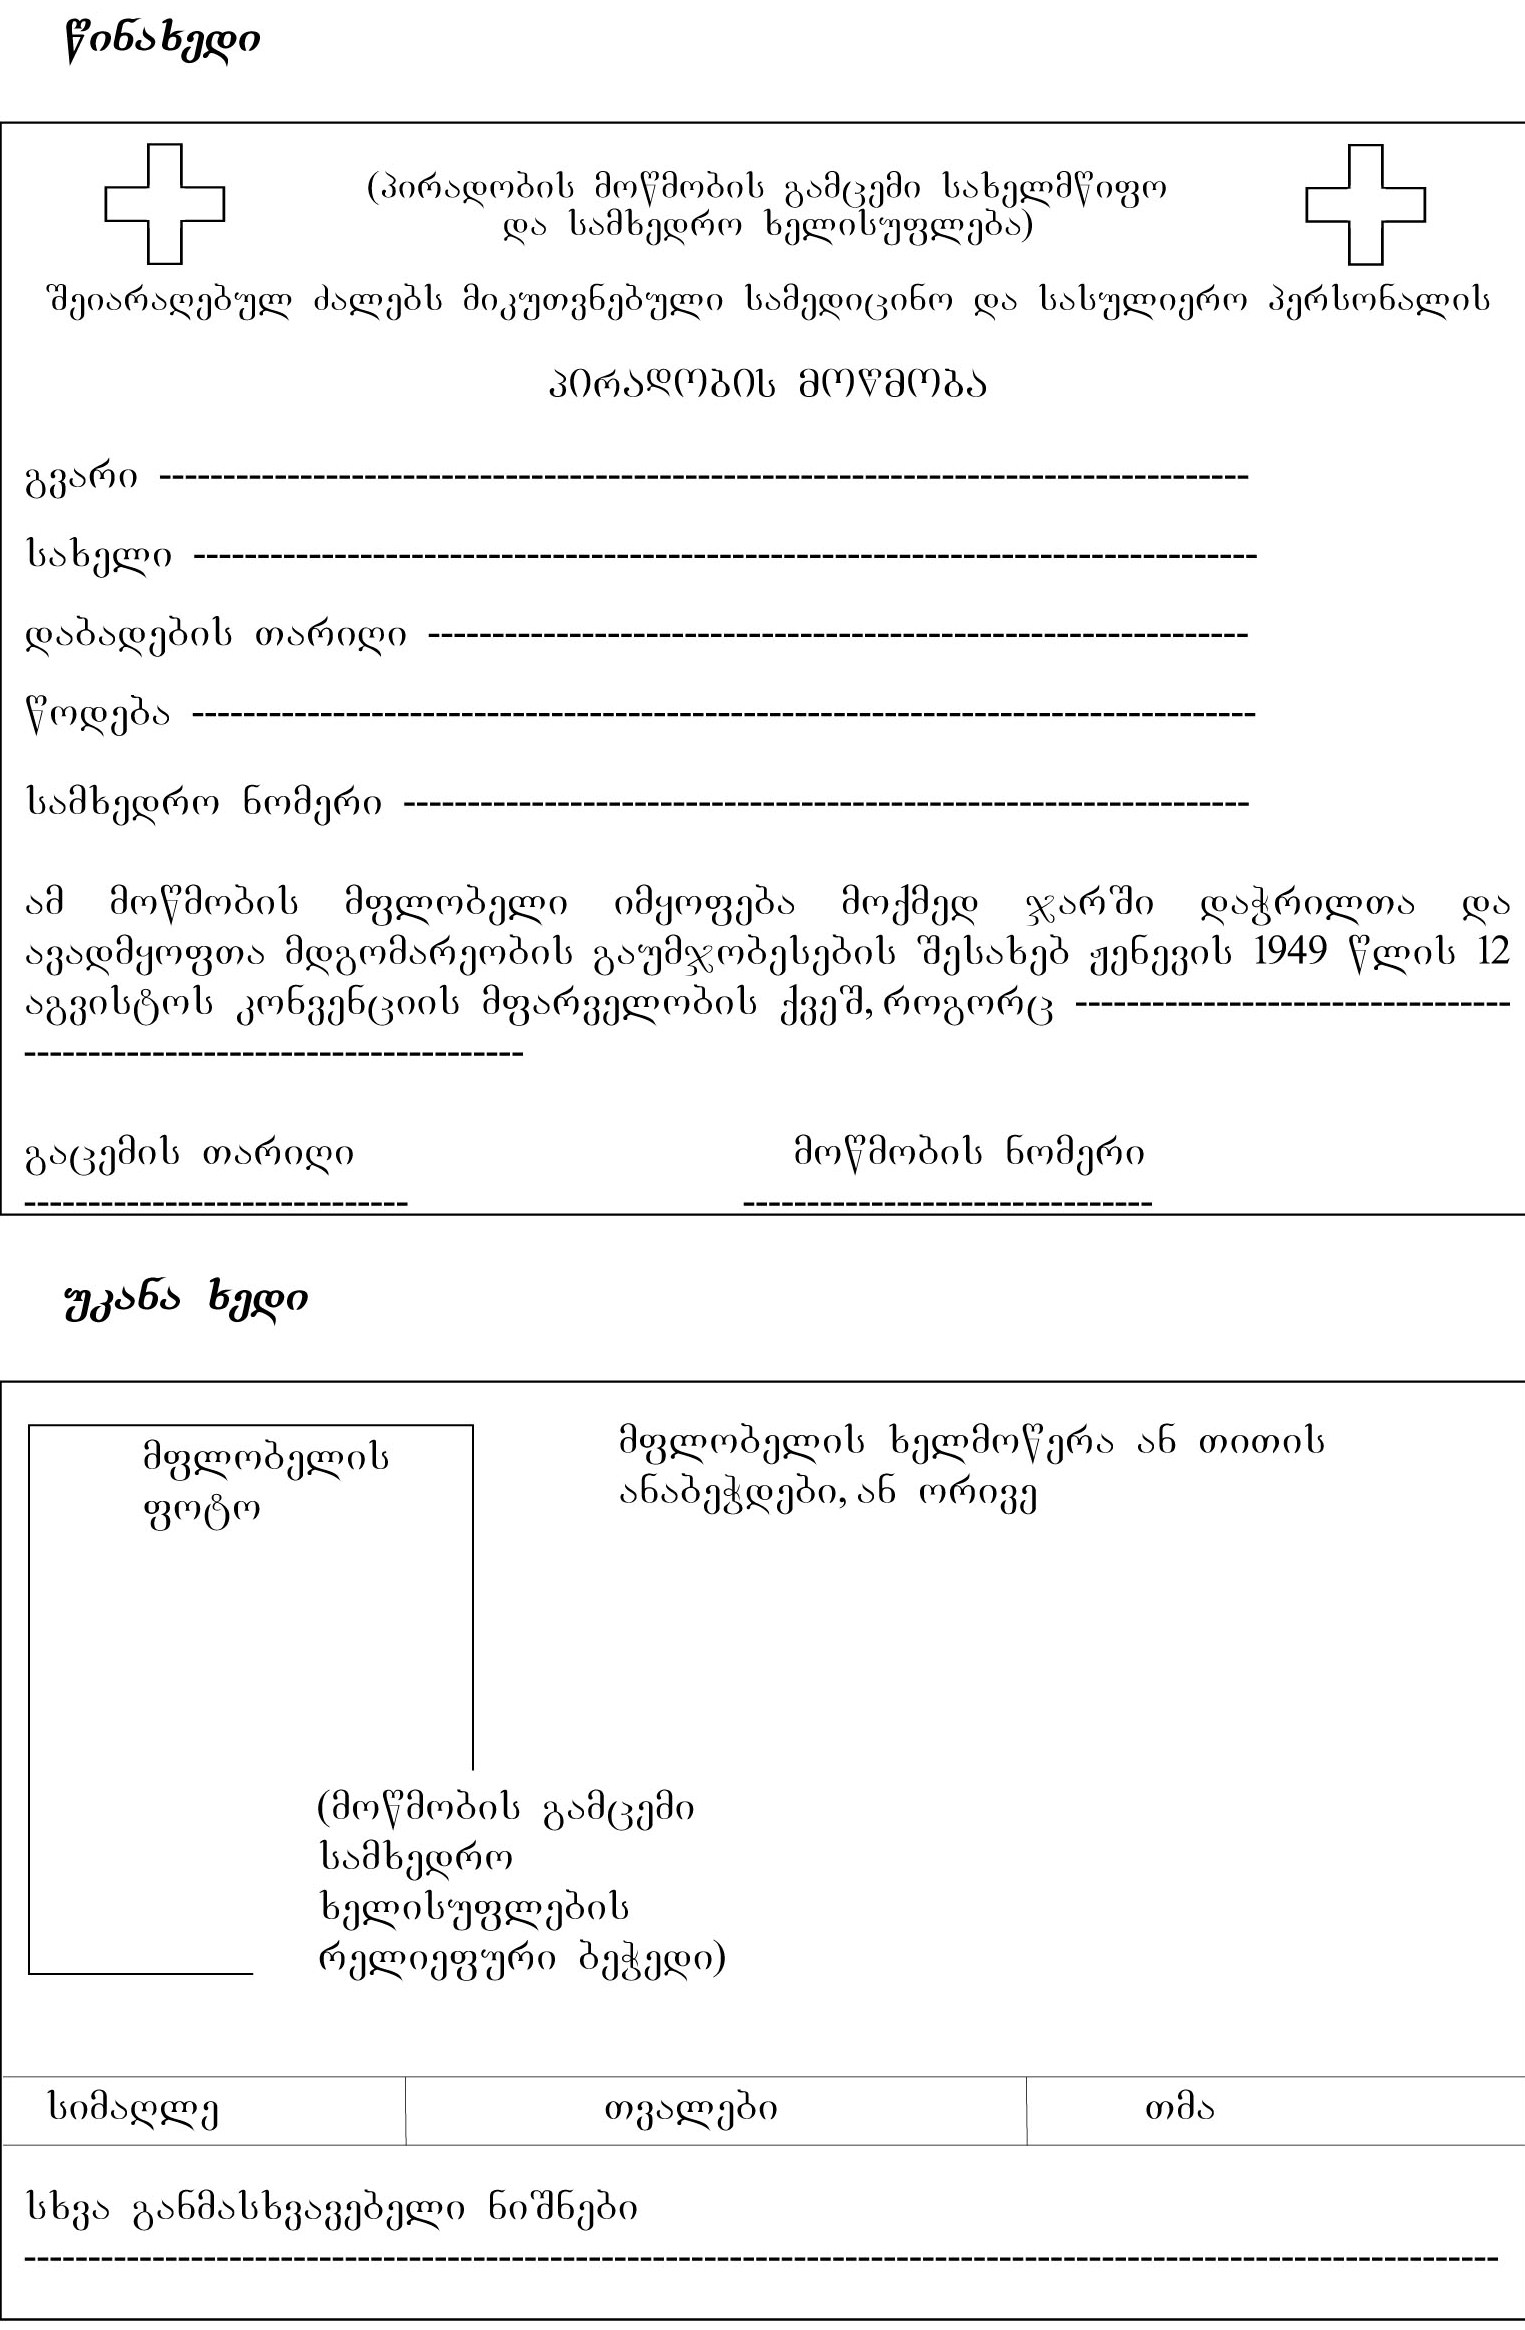 წინახედი
(პირადობის მოწმობის გამცემი სახელმწიფო
და სამხედრო ხელისუფლება)
შეიარაღებულ ძალებს მიკუთვნებული სამედიცინო და სასულიერო პერსონალის
პირადობის მოწმობა
გვარი -------------------------------------------------------------------------------------
სახელი -----------------------------------------------------------------------------------
დაბადების თარიღი ----------------------------------------------------------------
წოდება -----------------------------------------------------------------------------------
სამხედრო ნომერი ------------------------------------------------------------------
ამ მოწმობის მფლობელი იმყოფება მოქმედ ჯარში დაჭრილთა და
ავადმყოფთა მდგომარეობის გაუმჯობესების შესახებ ჟენევის 1949 წლის 12
აგვისტოს კონვენციის მფარველობის ქვეშ, როგორც ----------------------------------
---------------------------------------
გაცემის თარიღი მოწმობის ნომერი
------------------------------ --------------------------------
უკანა ხედი
მფლობელის
ფოტო
მფლობელის ხელმოწერა ან თითის
ანაბეჭდები, ან ორივე
(მოწმობის გამცემი
სამხედრო
ხელისუფლების
რელიეფური ბეჭედი)
სიმაღლე თვალები თმა
სხვა განმასხვავებელი ნიშნები
-------------------------------------------------------------------------------------------------------------------